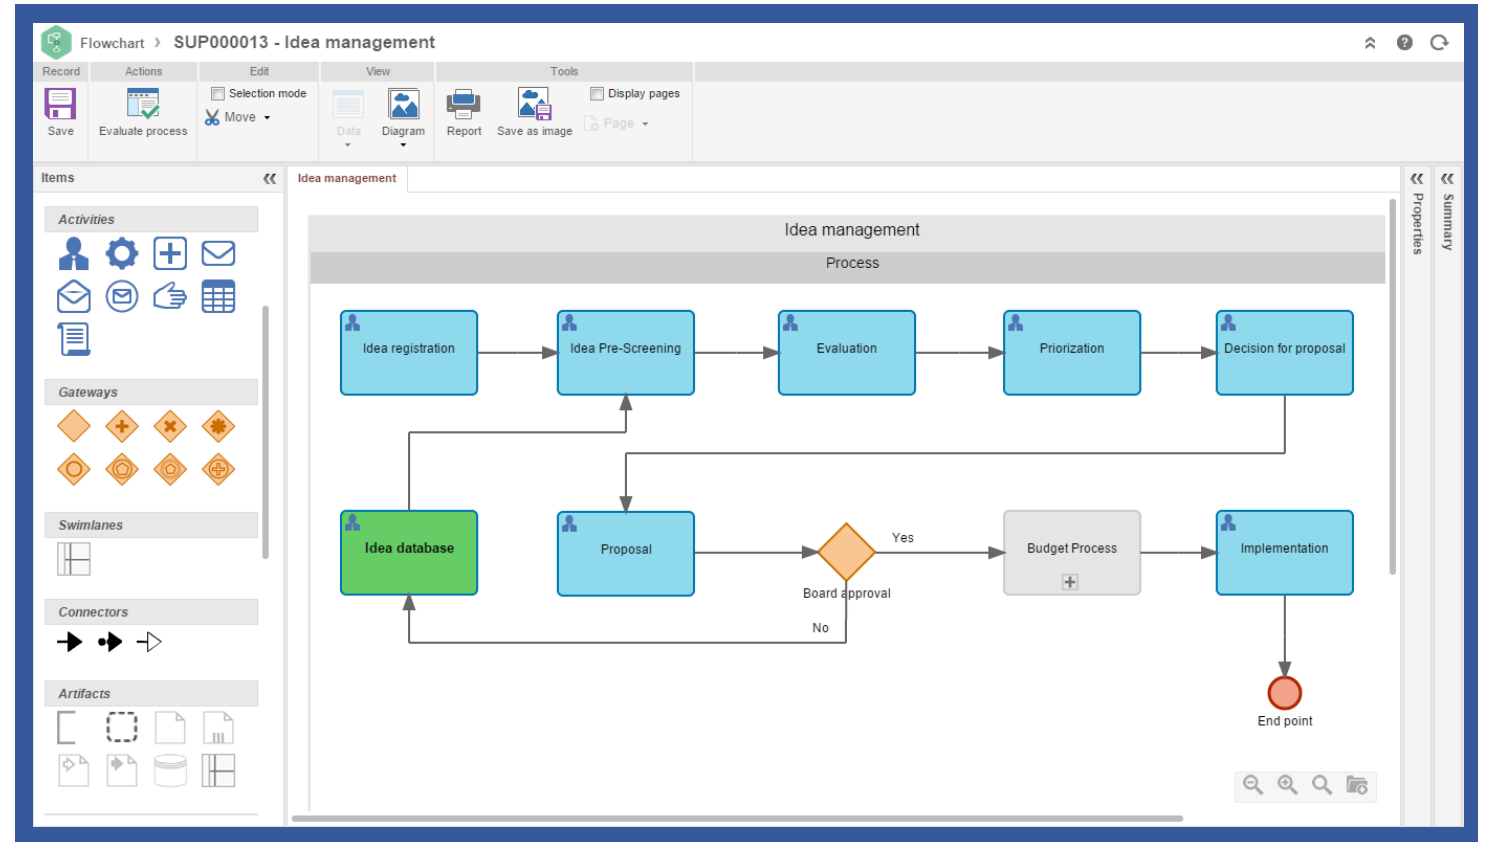 Flowchart › SUP000013 - Idea management
Record Actions Edit View Tools
Save
Evaluate process
Selection mode
Move
Data
Diagram
Report
Save as image
Display pages
Page
Items
Idea management
Properties
Summary
Activities
Gateways
Swimlanes
Connectors
Artifacts
Idea management
Process
Idea registration
Idea Pre-Screening
Evaluation
Priorization
Decision for proposal
Idea database
Proposal
Yes
Board approval
No
Budget Process
Implementation
End point